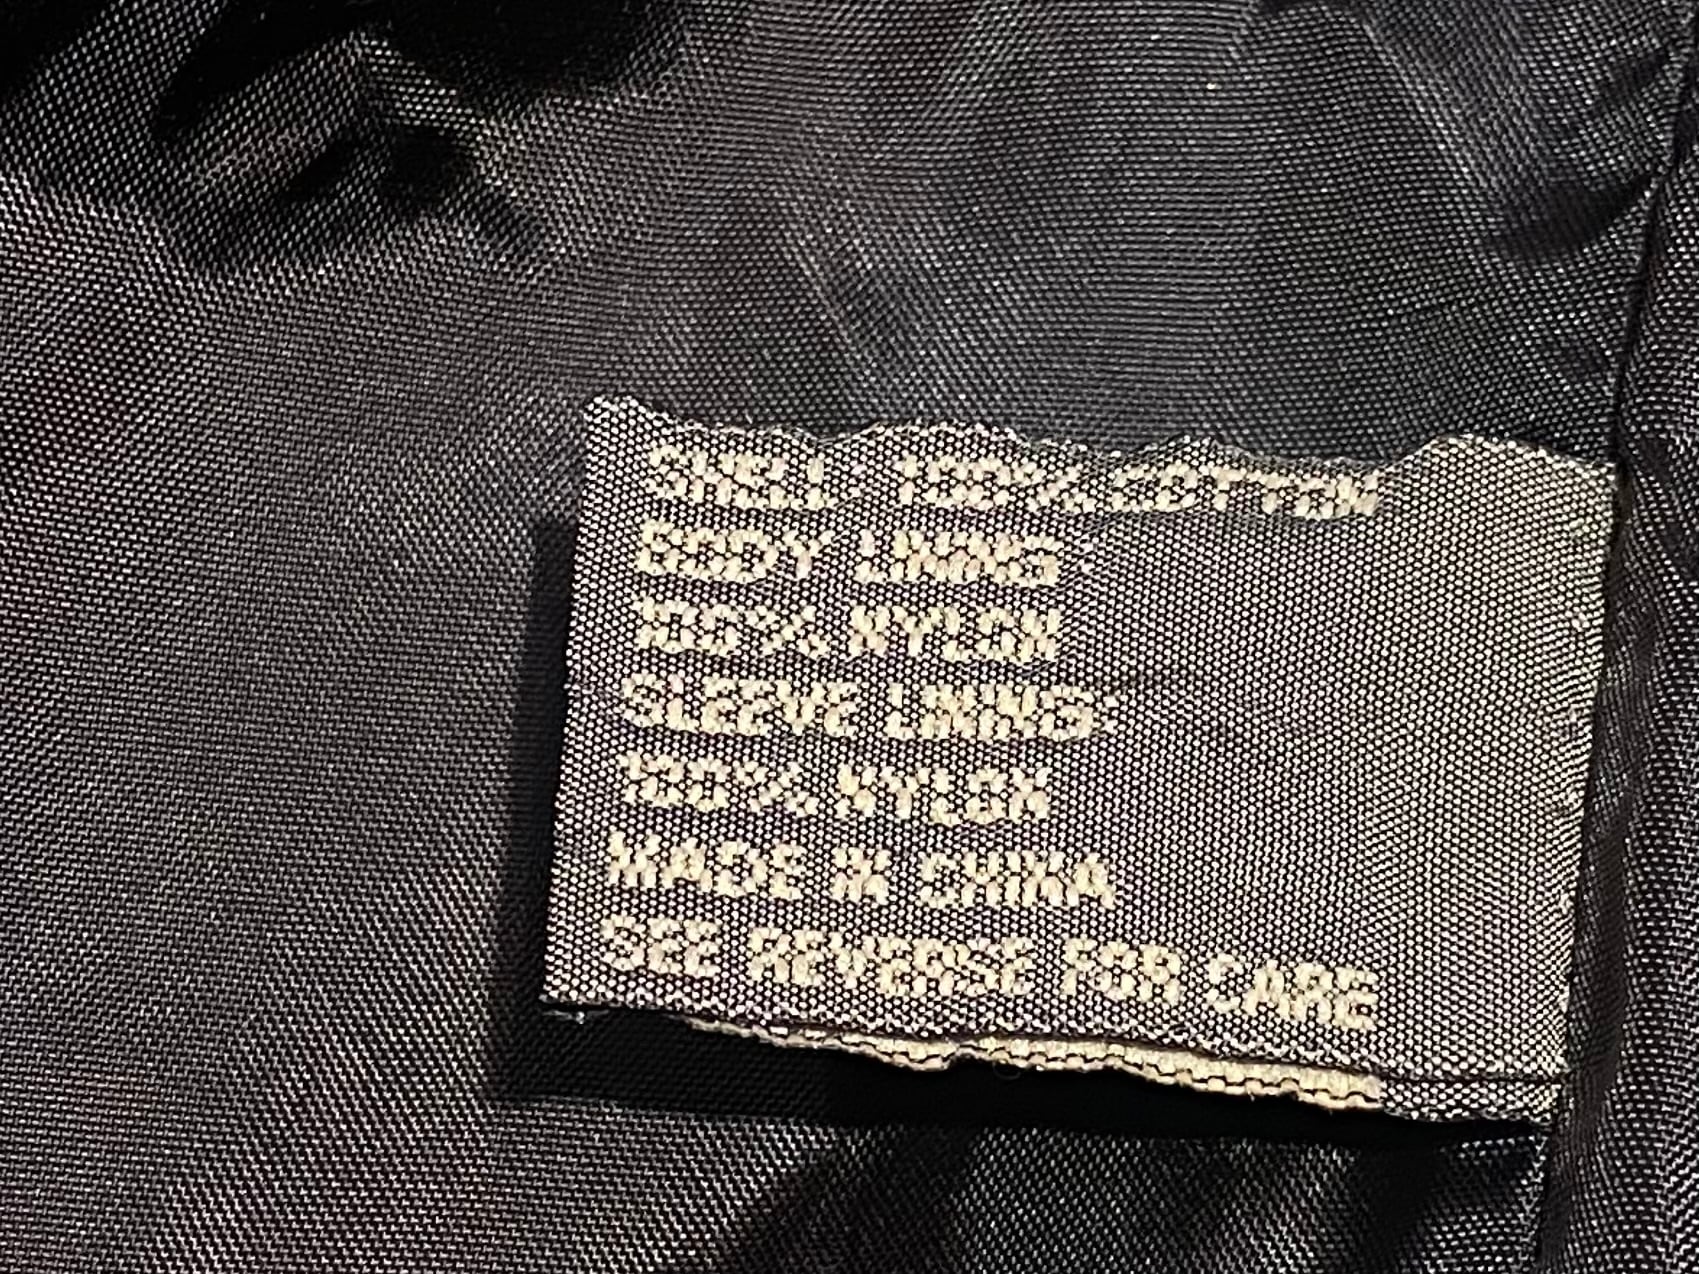 SHELL: 100% COTTON
BODY LINING:
100% NYLON
SLEEVE LINING:
100% NYLON
MADE IN CHINA
SEE REVERSE FOR CARE